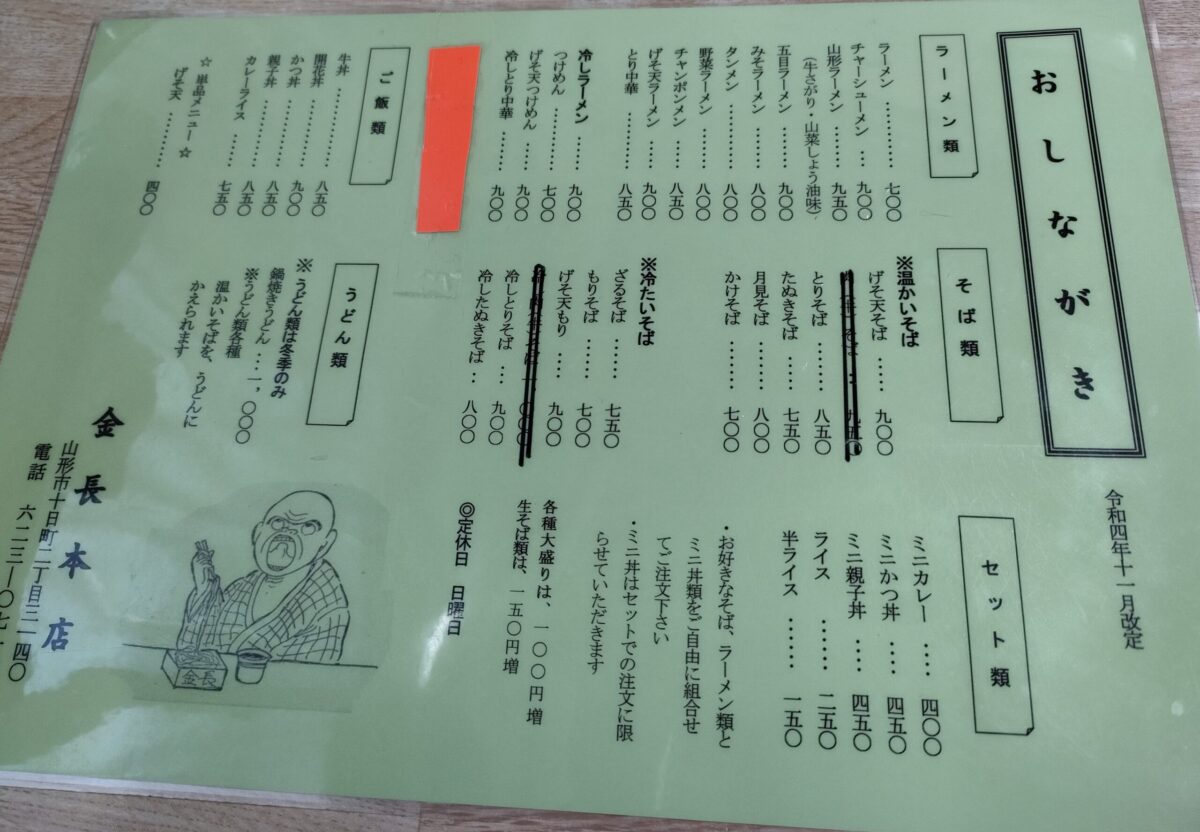 おしながき
令和四年十一月改定
ラーメン類
ラーメン ………… 七〇〇
チャーシューメン … 九〇〇
山形ラーメン …… 九五〇
（牛さがり・山菜しょう油味）
五目ラーメン …… 九〇〇
みそラーメン …… 八〇〇
タンメン ……… 八〇〇
野菜ラーメン …… 八〇〇
チャンポンメン …… 八五〇
げそ天ラーメン …… 九〇〇
とり中華 ……… 八五〇
冷しラーメン …… 九〇〇
つけめん ……… 七〇〇
げそ天つけめん …… 九〇〇
冷しとり中華 …… 九〇〇
ご飯類
牛丼 ………… 八五〇
開花丼 ………… 九〇〇
かつ丼 ………… 八五〇
親子丼 ………… 八五〇
カレーライス …… 七五〇
☆ 単品メニュー ☆
げそ天 ……… 四〇〇
そば類
※温かいそば
げそ天そば …… 九〇〇
とりそば ……… 八五〇
たぬきそば …… 七五〇
月見そば ……… 八〇〇
かけそば ……… 七〇〇
※冷たいそば
ざるそば …… 七五〇
もりそば …… 七〇〇
げそ天もり …… 九〇〇
冷しとりそば … 九〇〇
冷したぬきそば ‥ 八〇〇
うどん類
※うどん類は冬季のみ
鍋焼きうどん … 一，〇〇〇
※うどん類各種
温かいそばを、うどんに
かえられます
セット類
ミニカレー …… 四〇〇
ミニかつ丼 …… 四五〇
ミニ親子丼 …… 四五〇
ライス ……… 二五〇
半ライス …… 一五〇
・お好きなそば、ラーメン類と
ミニ丼類をご自由に組合せ
てご注文下さい
・ミニ丼はセットでの注文に限
らせていただきます
各種大盛りは、一〇〇円増
生そば類は、一五〇円増
◎定休日　日曜日
金長
金長本店
山形市十日町二丁目三ー四〇
電話　六二三ー〇七